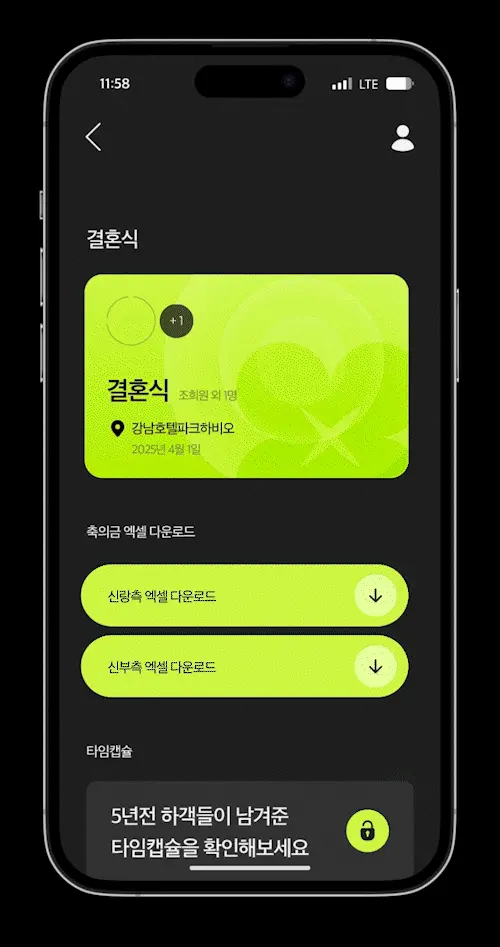 11:58
LTE
결혼식
+1
결혼식 조희원 외 1명
강남호텔파크하비오
2025년 4월 1일
축의금 엑셀 다운로드
신랑측 엑셀 다운로드
신부측 엑셀 다운로드
타임캡슐
5년전 하객들이 남겨준
타임캡슐을 확인해보세요